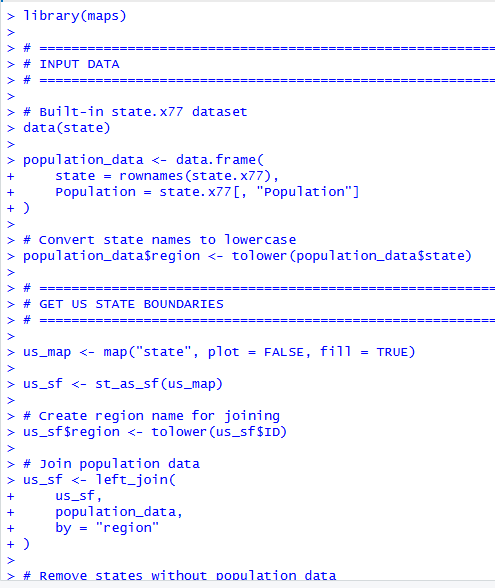 > library(maps)
>
> # ===========================================================
> # INPUT DATA
> # ===========================================================
>
> # Built-in state.x77 dataset
> data(state)
>
> population_data <- data.frame(
+     state = rownames(state.x77),
+     Population = state.x77[, "Population"]
+ )
>
> # Convert state names to lowercase
> population_data$region <- tolower(population_data$state)
>
> # ===========================================================
> # GET US STATE BOUNDARIES
> # ===========================================================
>
> us_map <- map("state", plot = FALSE, fill = TRUE)
>
> us_sf <- st_as_sf(us_map)
>
> # Create region name for joining
> us_sf$region <- tolower(us_sf$ID)
>
> # Join population data
> us_sf <- left_join(
+     us_sf,
+     population_data,
+     by = "region"
+ )
>
> # Remove states without population data